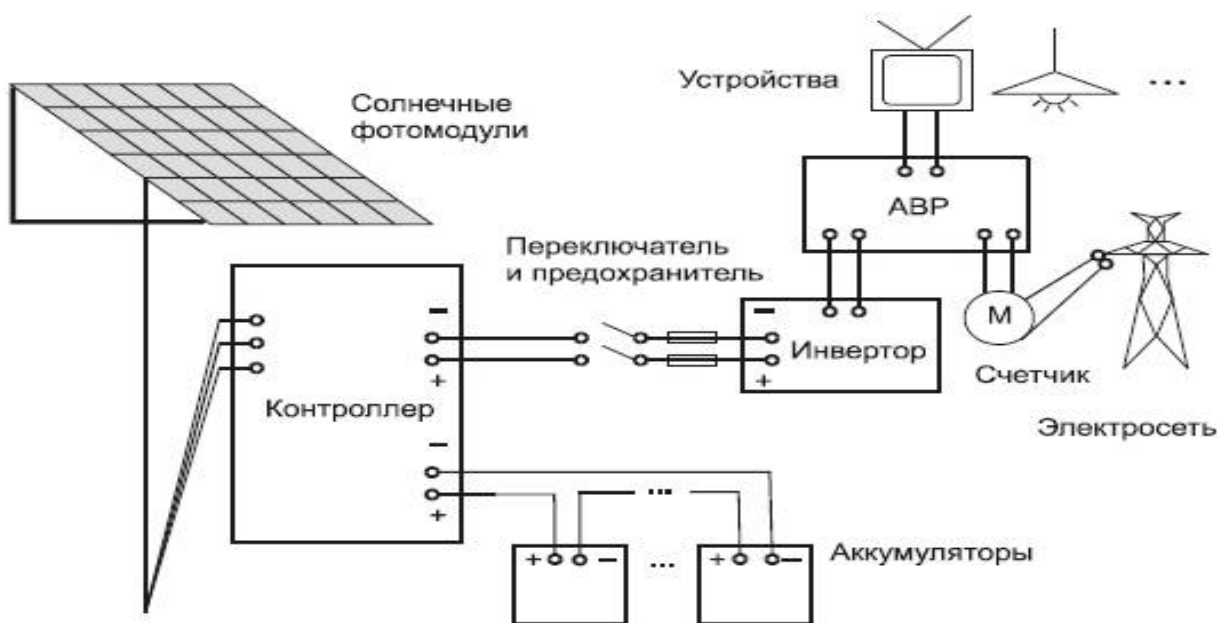 Солнечные
фотомодули
Устройства
...
АВР
Переключатель
и предохранитель
М
Счетчик
Электросеть
Контроллер
−
+
−
+
−
+
Инвертор
...
+ −
...
+ −
Аккумуляторы